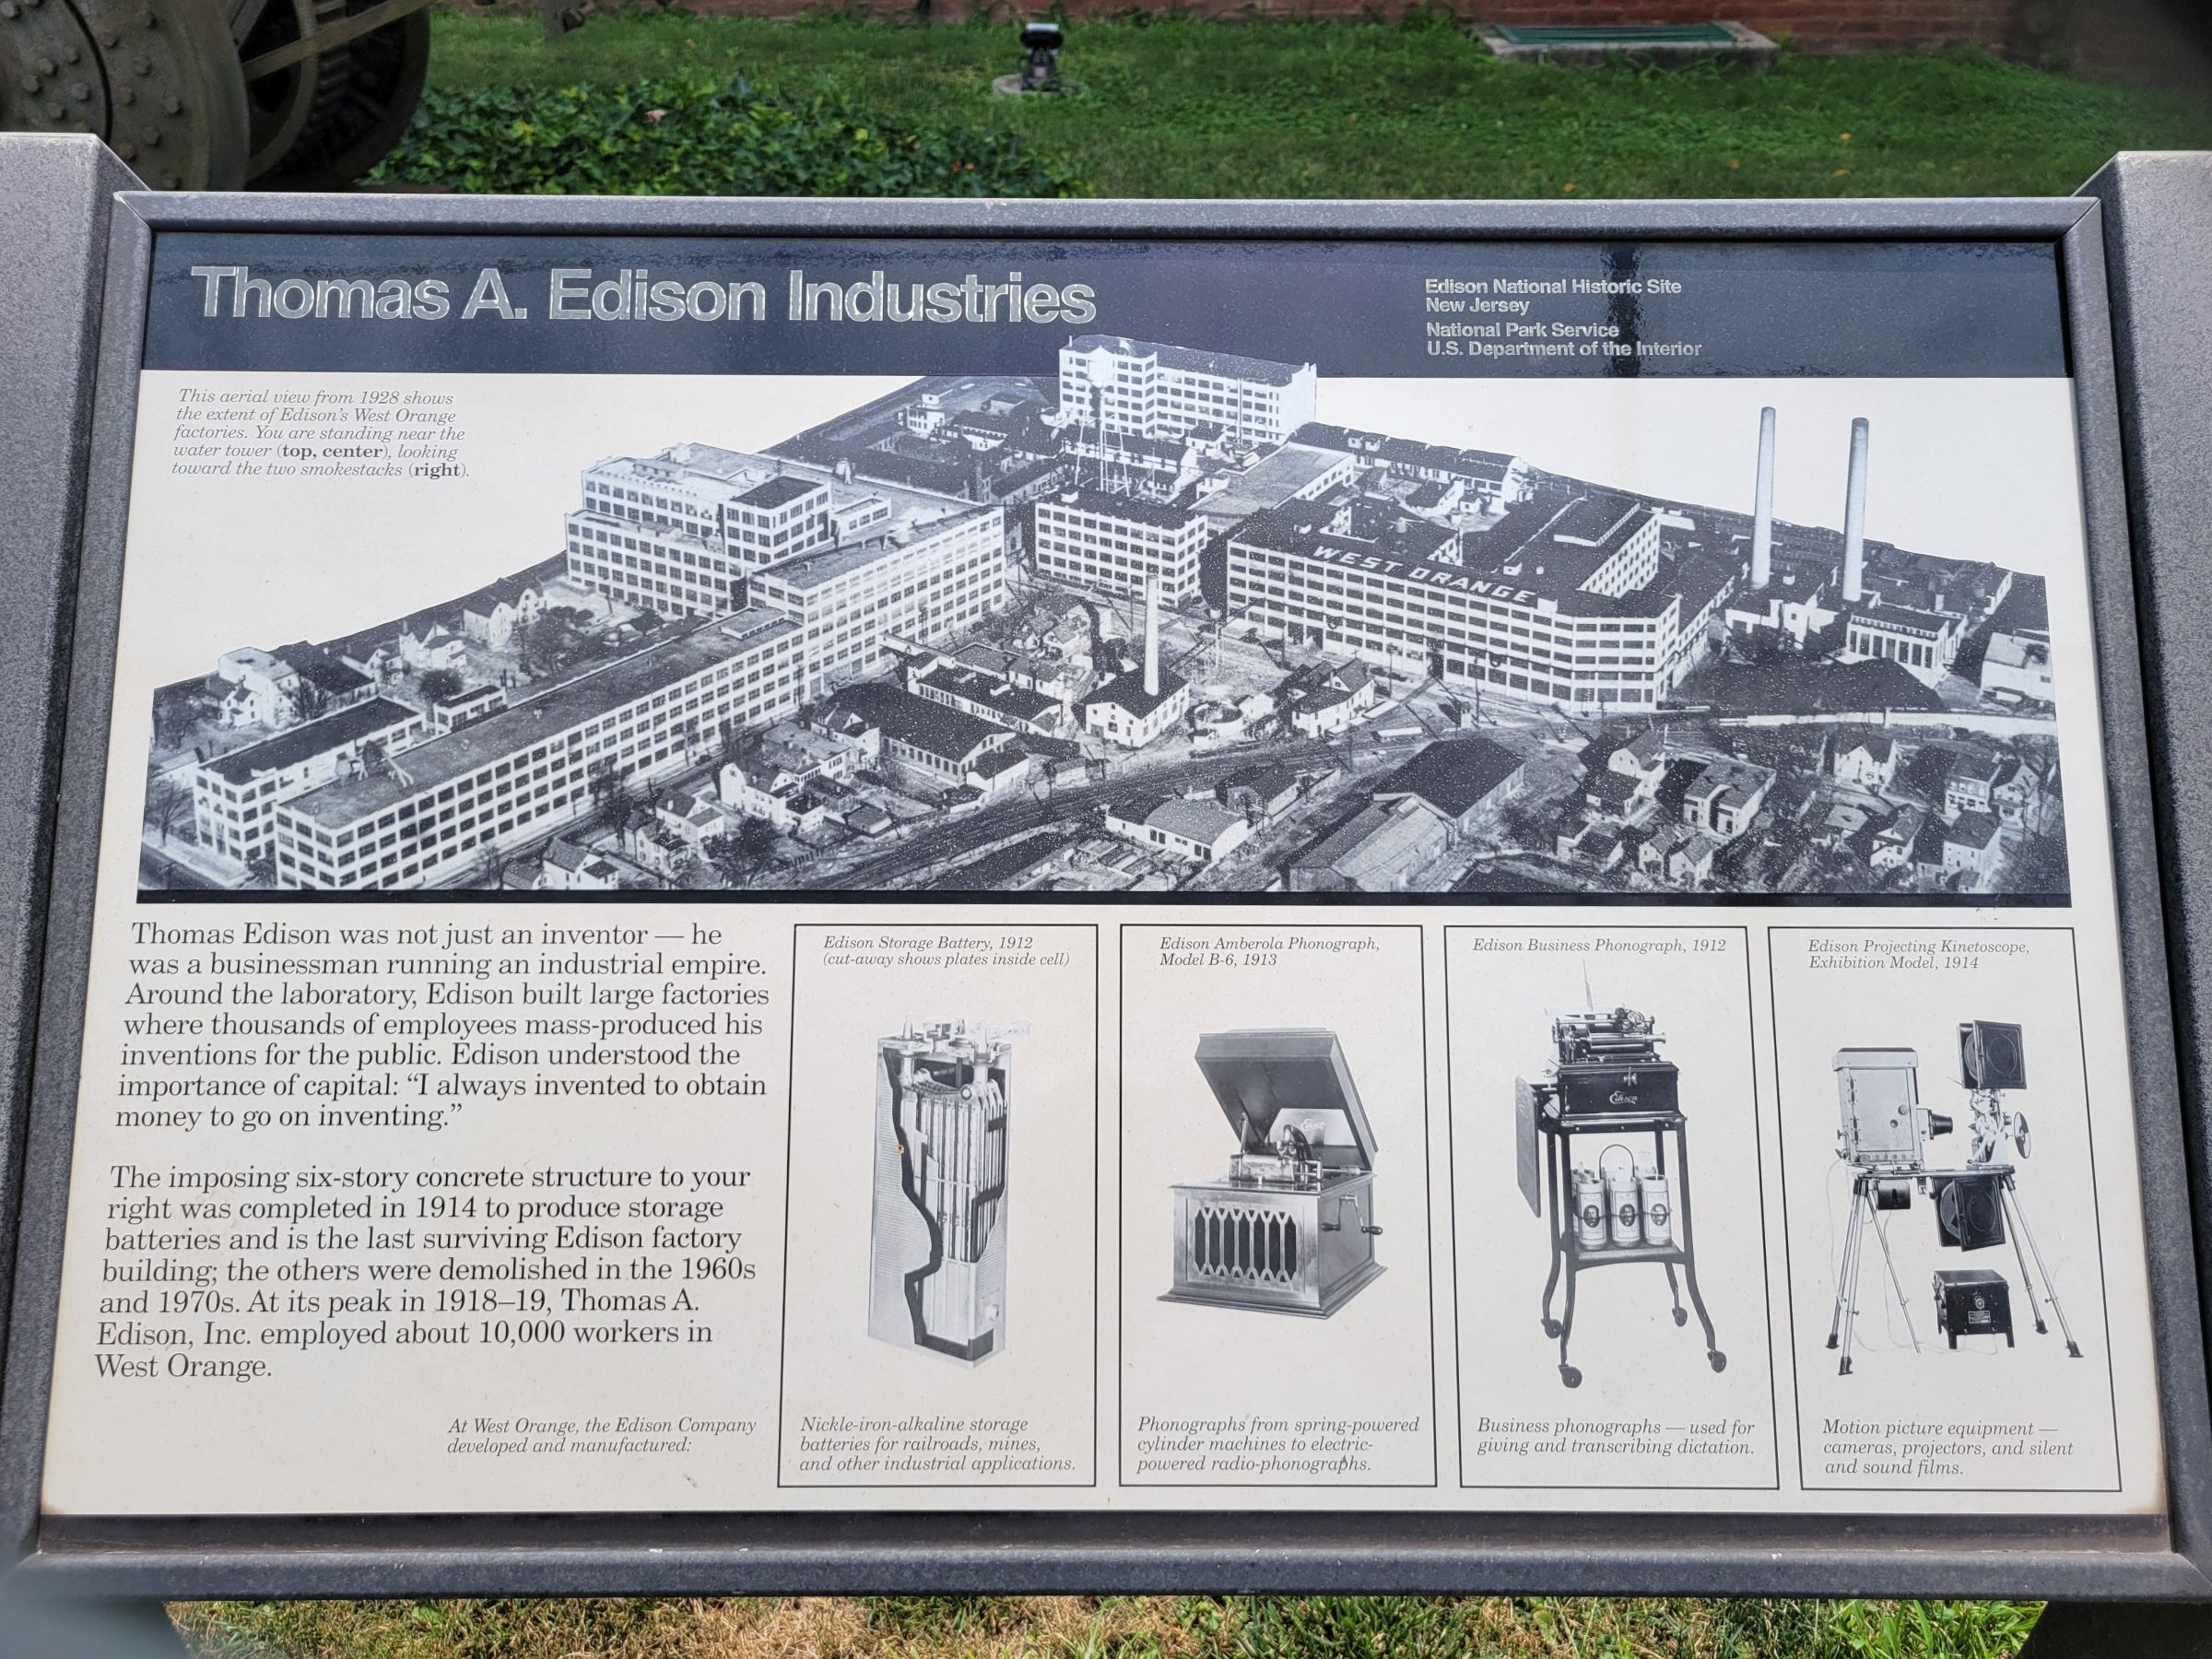 Thomas A. Edison Industries
Edison National Historic Site
New Jersey
National Park Service
U.S. Department of the Interior
This aerial view from 1928 shows
the extent of Edison's West Orange
factories. You are standing near the
water tower (top, center), looking
toward the two smokestacks (right).
WEST ORANGE
Thomas Edison was not just an inventor — he
was a businessman running an industrial empire.
Around the laboratory, Edison built large factories
where thousands of employees mass-produced his
inventions for the public. Edison understood the
importance of capital: “I always invented to obtain
money to go on inventing.”
The imposing six-story concrete structure to your
right was completed in 1914 to produce storage
batteries and is the last surviving Edison factory
building; the others were demolished in the 1960s
and 1970s. At its peak in 1918–19, Thomas A.
Edison, Inc. employed about 10,000 workers in
West Orange.
At West Orange, the Edison Company
developed and manufactured:
Edison Storage Battery, 1912
(cut-away shows plates inside cell)
Nickle-iron-alkaline storage
batteries for railroads, mines,
and other industrial applications.
Edison Amberola Phonograph,
Model B-6, 1913
Edison
Phonographs from spring-powered
cylinder machines to electric-
powered radio-phonographs.
Edison Business Phonograph, 1912
Edison
Business phonographs — used for
giving and transcribing dictation.
Edison Projecting Kinetoscope,
Exhibition Model, 1914
Motion picture equipment —
cameras, projectors, and silent
and sound films.